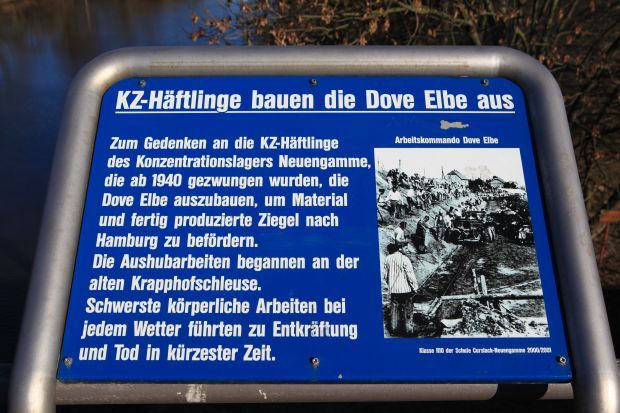 KZ-Häftlinge bauen die Dove Elbe aus
Zum Gedenken an die KZ-Häftlinge
des Konzentrationslagers Neuengamme,
die ab 1940 gezwungen wurden, die
Dove Elbe auszubauen, um Material
und fertig produzierte Ziegel nach
Hamburg zu befördern.
Die Aushubarbeiten begannen an der
alten Krapphofschleuse.
Schwerste körperliche Arbeiten bei
jedem Wetter führten zu Entkräftung
und Tod in kürzester Zeit.
Arbeitskommando Dove Elbe
Klasse R10 der Schule Curslack-Neuengamme 2000/2001